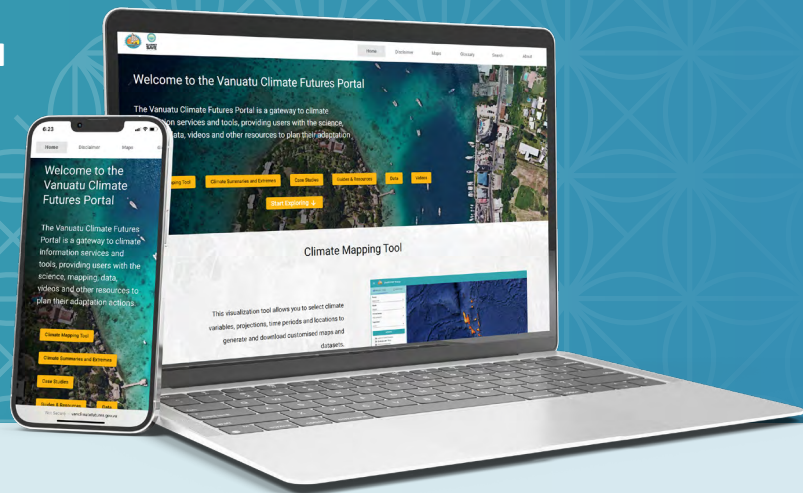 Home
Disclaimer
Maps
Glossary
Search
About
Welcome to the Vanuatu Climate Futures Portal
The Vanuatu Climate Futures Portal is a gateway to climate
information services and tools, providing users with the science,
data, videos and other resources to plan their adaptation
Climate Summaries and Extremes
Case Studies
Guides & Resources
Data
Videos
Start Exploring ↓
Climate Mapping Tool
This visualization tool allows you to select climate
variables, projections, time periods and locations to
generate and download customised maps and
datasets.
6:23
Home
Disclaimer
Maps
Welcome to the
Vanuatu Climate
Futures Portal
The Vanuatu Climate Futures
Portal is a gateway to climate
information services and
tools, providing users with the
science, mapping, data,
videos and other resources to
plan their adaptation actions.
Climate Mapping Tool
Climate Summaries and Extremes
Case Studies
Guides & Resources
Data